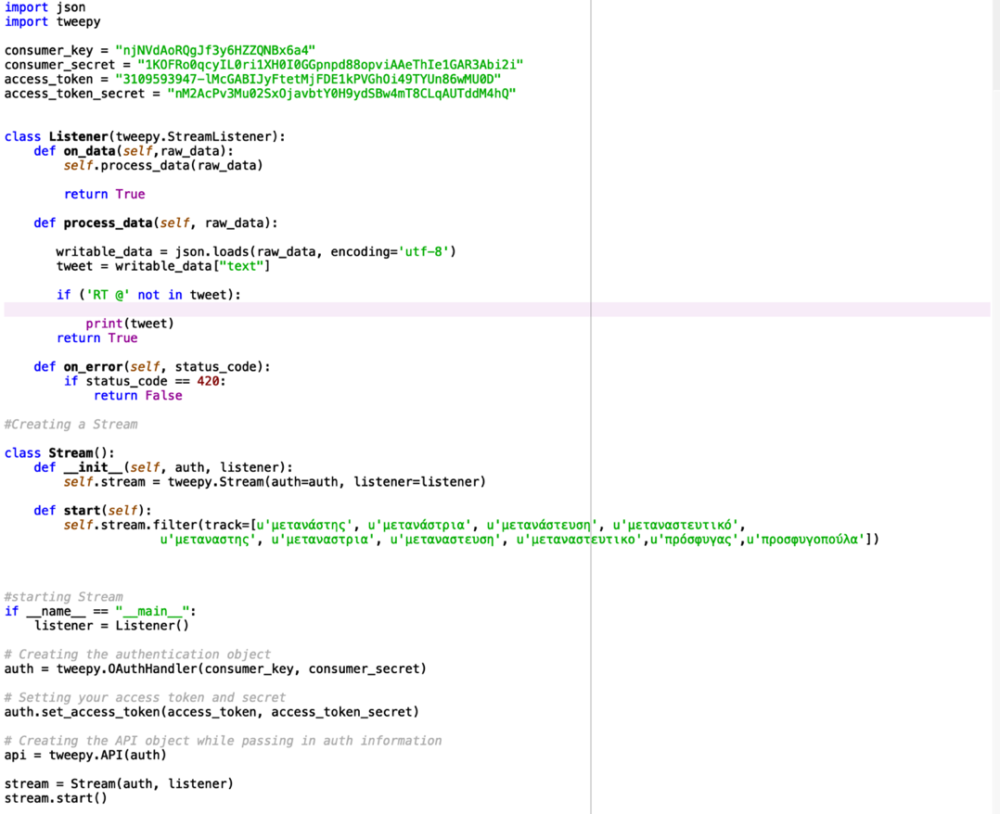 import json
import tweepy
consumer_key = "njNVdAoRQgJf3y6HZZQNBx6a4"
consumer_secret = "1KOFRo0qcyIL0ri1XH0I0GGpnpd88opviAAeThIe1GAR3Abi2i"
access_token = "3109593947-lMcGABIJyFtetMjFDE1kPVGhOi49TYUn86wMU0D"
access_token_secret = "nM2AcPv3Mu02SxOjavbtY0H9ydSBw4mT8CLqAUTddM4hQ"
class Listener(tweepy.StreamListener):
def on_data(self,raw_data):
self.process_data(raw_data)
return True
def process_data(self, raw_data):
writable_data = json.loads(raw_data, encoding='utf-8')
tweet = writable_data["text"]
if ('RT @' not in tweet):
print(tweet)
return True
def on_error(self, status_code):
if status_code == 420:
return False
#Creating a Stream
class Stream():
def __init__(self, auth, listener):
self.stream = tweepy.Stream(auth=auth, listener=listener)
def start(self):
self.stream.filter(track=[u'μετανάστης', u'μετανάστρια', u'μετανάστευση', u'μεταναστευτικό',
u'μεταναστης', u'μεταναστρια', u'μεταναστευση', u'μεταναστευτικο',u'πρόσφυγας',u'προσφυγοπούλα'])
#starting Stream
if __name__ == "__main__":
listener = Listener()
# Creating the authentication object
auth = tweepy.OAuthHandler(consumer_key, consumer_secret)
# Setting your access token and secret
auth.set_access_token(access_token, access_token_secret)
# Creating the API object while passing in auth information
api = tweepy.API(auth)
stream = Stream(auth, listener)
stream.start()